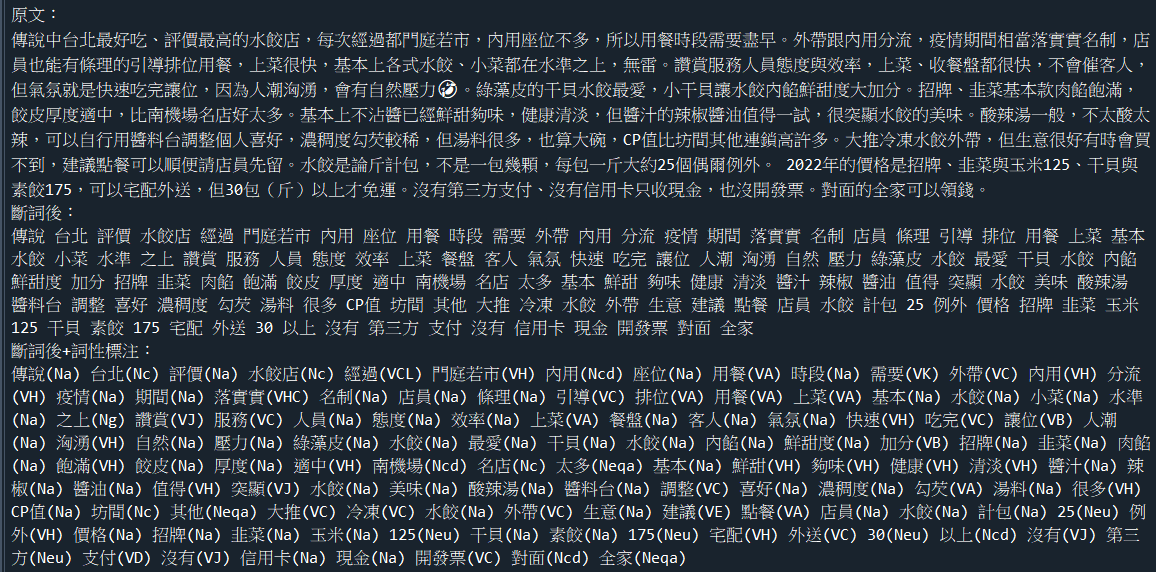 原文：
傳說中台北最好吃、評價最高的水餃店，每次經過都門庭若市，內用座位不多，所以用餐時段需要盡早。外帶跟內用分流，疫情期間相當落實實名制，店
員也能有條理的引導排位用餐，上菜很快，基本上各式水餃、小菜都在水準之上，無雷。讚賞服務人員態度與效率，上菜、收餐盤都很快，不會催客人，
但氣氛就是快速吃完讓位，因為人潮洶湧，會有自然壓力🤣。綠藻皮的干貝水餃最愛，小干貝讓水餃內餡鮮甜度大加分。招牌、韭菜基本款肉餡飽滿，
餃皮厚度適中，比南機場名店好太多。基本上不沾醬已經鮮甜夠味，健康清淡，但醬汁的辣椒醬油值得一試，很突顯水餃的美味。酸辣湯一般，不太酸太
辣，可以自行用醬料台調整個人喜好，濃稠度勾芡較稀，但湯料很多，也算大碗，CP值比坊間其他連鎖高許多。大推冷凍水餃外帶，但生意很好有時會買
不到，建議點餐可以順便請店員先留。水餃是論斤計包，不是一包幾顆，每包一斤大約25個偶爾例外。 2022年的價格是招牌、韭菜與玉米125、干貝與
素餃175，可以宅配外送，但30包（斤）以上才免運。沒有第三方支付、沒有信用卡只收現金，也沒開發票。對面的全家可以領錢。
斷詞後：
傳說 台北 評價 水餃店 經過 門庭若市 內用 座位 用餐 時段 需要 外帶 內用 分流 疫情 期間 落實實 名制 店員 條理 引導 排位 用餐 上菜 基本
水餃 小菜 水準 之上 讚賞 服務 人員 態度 效率 上菜 餐盤 客人 氣氛 快速 吃完 讓位 人潮 洶湧 自然 壓力 綠藻皮 水餃 最愛 干貝 水餃 內餡
鮮甜度 加分 招牌 韭菜 肉餡 飽滿 餃皮 厚度 適中 南機場 名店 太多 基本 鮮甜 夠味 健康 清淡 醬汁 辣椒 醬油 值得 突顯 水餃 美味 酸辣湯
醬料台 調整 喜好 濃稠度 勾芡 湯料 很多 CP值 坊間 其他 大推 冷凍 水餃 外帶 生意 建議 點餐 店員 水餃 計包 25 例外 價格 招牌 韭菜 玉米
125 干貝 素餃 175 宅配 外送 30 以上 沒有 第三方 支付 沒有 信用卡 現金 開發票 對面 全家
斷詞後+詞性標注：
傳說(Na) 台北(Nc) 評價(Na) 水餃店(Nc) 經過(VCL) 門庭若市(VH) 內用(Ncd) 座位(Na) 用餐(VA) 時段(Na) 需要(VK) 外帶(VC) 內用(VH) 分流
(VH) 疫情(Na) 期間(Na) 落實實(VHC) 名制(Na) 店員(Na) 條理(Na) 引導(VC) 排位(VA) 用餐(VA) 上菜(VA) 基本(Na) 水餃(Na) 小菜(Na) 水準
(Na) 之上(Ng) 讚賞(VJ) 服務(VC) 人員(Na) 態度(Na) 效率(Na) 上菜(VA) 餐盤(Na) 客人(Na) 氣氛(Na) 快速(VH) 吃完(VC) 讓位(VB) 人潮
(Na) 洶湧(VH) 自然(Na) 壓力(Na) 綠藻皮(Na) 水餃(Na) 最愛(Na) 干貝(Na) 水餃(Na) 內餡(Na) 鮮甜度(Na) 加分(VB) 招牌(Na) 韭菜(Na) 肉餡
(Na) 飽滿(VH) 餃皮(Na) 厚度(Na) 適中(VH) 南機場(Ncd) 名店(Nc) 太多(Neqa) 基本(Na) 鮮甜(VH) 夠味(VH) 健康(VH) 清淡(VH) 醬汁(Na) 辣
椒(Na) 醬油(Na) 值得(VH) 突顯(VJ) 水餃(Na) 美味(Na) 酸辣湯(Na) 醬料台(Na) 調整(VC) 喜好(Na) 濃稠度(Na) 勾芡(VA) 湯料(Na) 很多(VH)
CP值(Na) 坊間(Nc) 其他(Neqa) 大推(VC) 冷凍(VC) 水餃(Na) 外帶(VC) 生意(Na) 建議(VE) 點餐(VA) 店員(Na) 水餃(Na) 計包(Na) 25(Neu) 例
外(VH) 價格(Na) 招牌(Na) 韭菜(Na) 玉米(Na) 125(Neu) 干貝(Na) 素餃(Na) 175(Neu) 宅配(VH) 外送(VC) 30(Neu) 以上(Ncd) 沒有(VJ) 第三
方(Neu) 支付(VD) 沒有(VJ) 信用卡(Na) 現金(Na) 開發票(VC) 對面(Ncd) 全家(Neqa)